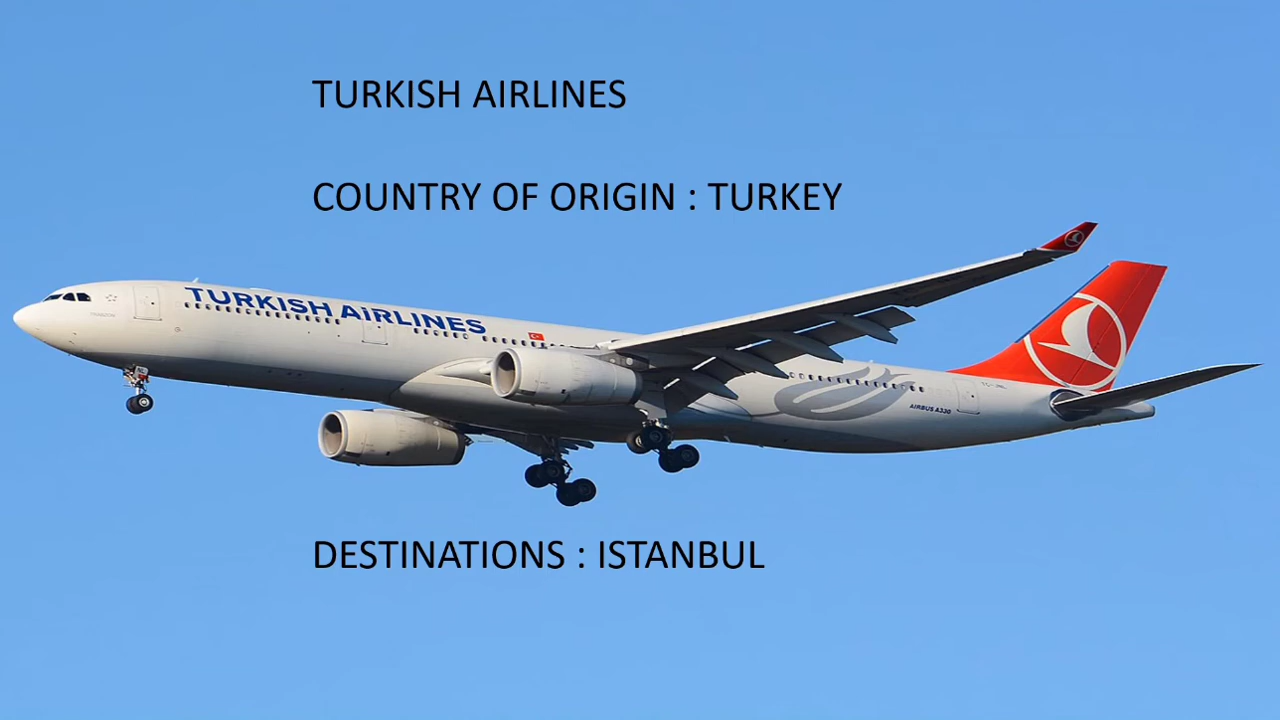 TURKISH AIRLINES
COUNTRY OF ORIGIN : TURKEY
TURKISH AIRLINES
AIRBUS A330
DESTINATIONS : ISTANBUL